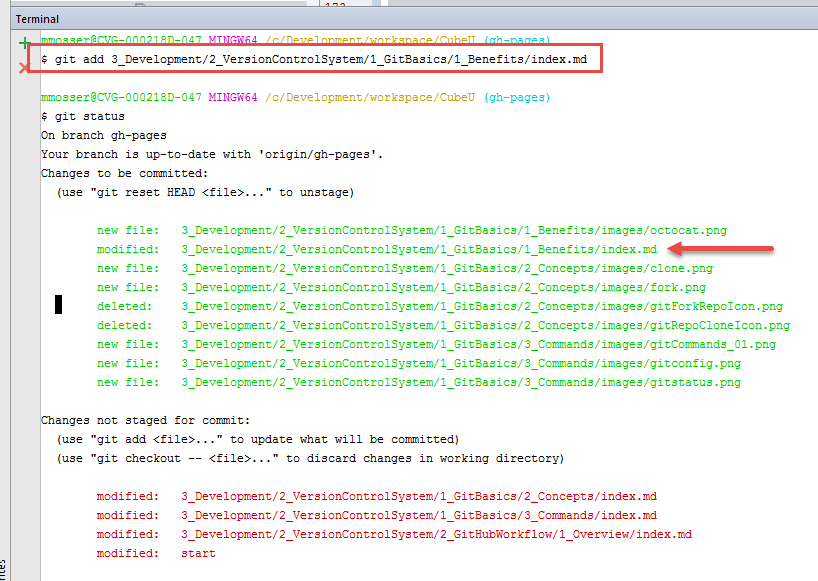 Terminal
mmosser@CVG-000218D-047 MINGW64 /c/Development/workspace/CubeU (gh-pages)
$ git add 3_Development/2_VersionControlSystem/1_GitBasics/1_Benefits/index.md
mmosser@CVG-000218D-047 MINGW64 /c/Development/workspace/CubeU (gh-pages)
$ git status
On branch gh-pages
Your branch is up-to-date with 'origin/gh-pages'.
Changes to be committed:
(use "git reset HEAD <file>..." to unstage)
new file: 3_Development/2_VersionControlSystem/1_GitBasics/1_Benefits/images/octocat.png
modified: 3_Development/2_VersionControlSystem/1_GitBasics/1_Benefits/index.md
new file: 3_Development/2_VersionControlSystem/1_GitBasics/2_Concepts/images/clone.png
new file: 3_Development/2_VersionControlSystem/1_GitBasics/2_Concepts/images/fork.png
deleted: 3_Development/2_VersionControlSystem/1_GitBasics/2_Concepts/images/gitForkRepoIcon.png
deleted: 3_Development/2_VersionControlSystem/1_GitBasics/2_Concepts/images/gitRepoCloneIcon.png
new file: 3_Development/2_VersionControlSystem/1_GitBasics/3_Commands/images/gitCommands_01.png
new file: 3_Development/2_VersionControlSystem/1_GitBasics/3_Commands/images/gitconfig.png
new file: 3_Development/2_VersionControlSystem/1_GitBasics/3_Commands/images/gitstatus.png
Changes not staged for commit:
(use "git add <file>..." to update what will be committed)
(use "git checkout -- <file>..." to discard changes in working directory)
modified: 3_Development/2_VersionControlSystem/1_GitBasics/2_Concepts/index.md
modified: 3_Development/2_VersionControlSystem/1_GitBasics/3_Commands/index.md
modified: 3_Development/2_VersionControlSystem/2_GitHubWorkflow/1_Overview/index.md
modified: start